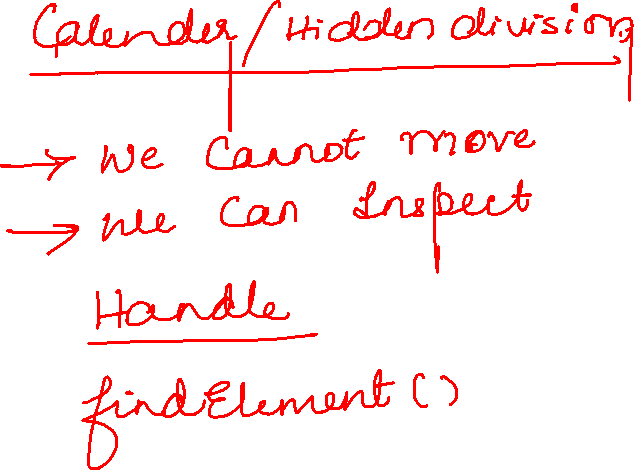 Calender / Hidden division
→ We Cannot move
→ We Can Inspect
Handle
findElement ( )